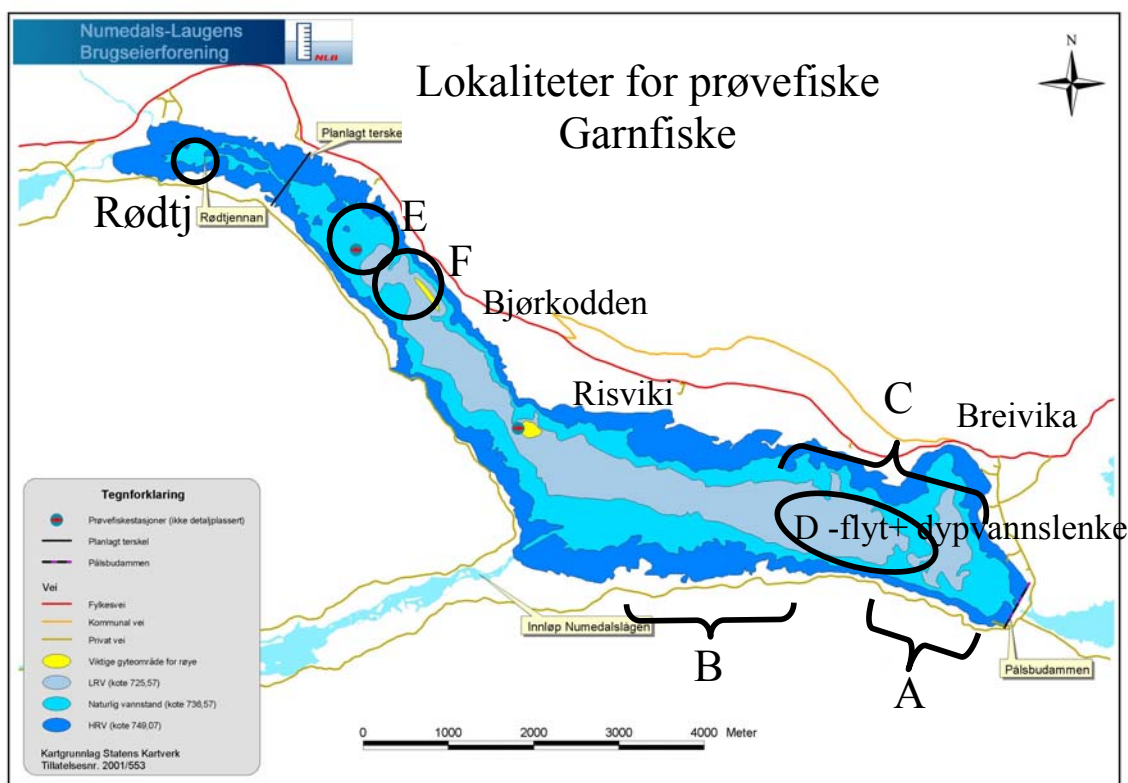 Numedals-Laugens
Brugseierforening
NLB
N
Lokaliteter for prøvefiske
Garnfiske
Planlagt terskel
Rødtj
Rødtjennan
E
F
Bjørkodden
Risviki
C
Breivika
D -flyt+ dypvannslenke
Innløp Numedalslågen
B
A
Pålsbudammen
Tegnforklaring
Prøvefiskestasjoner (ikke detaljplassert)
Planlagt terskel
Pålsbudammen
Vei
Fylkesvei
Kommunal vei
Privat vei
Viktige gyteområde for røye
LRV (kote 725,57)
Naturlig vannstand (kote 736,57)
HRV (kote 749,07)
Kartgrunnlag Statens Kartverk
Tillatelsesnr. 2001/553
0 1000 2000 3000 4000 Meter